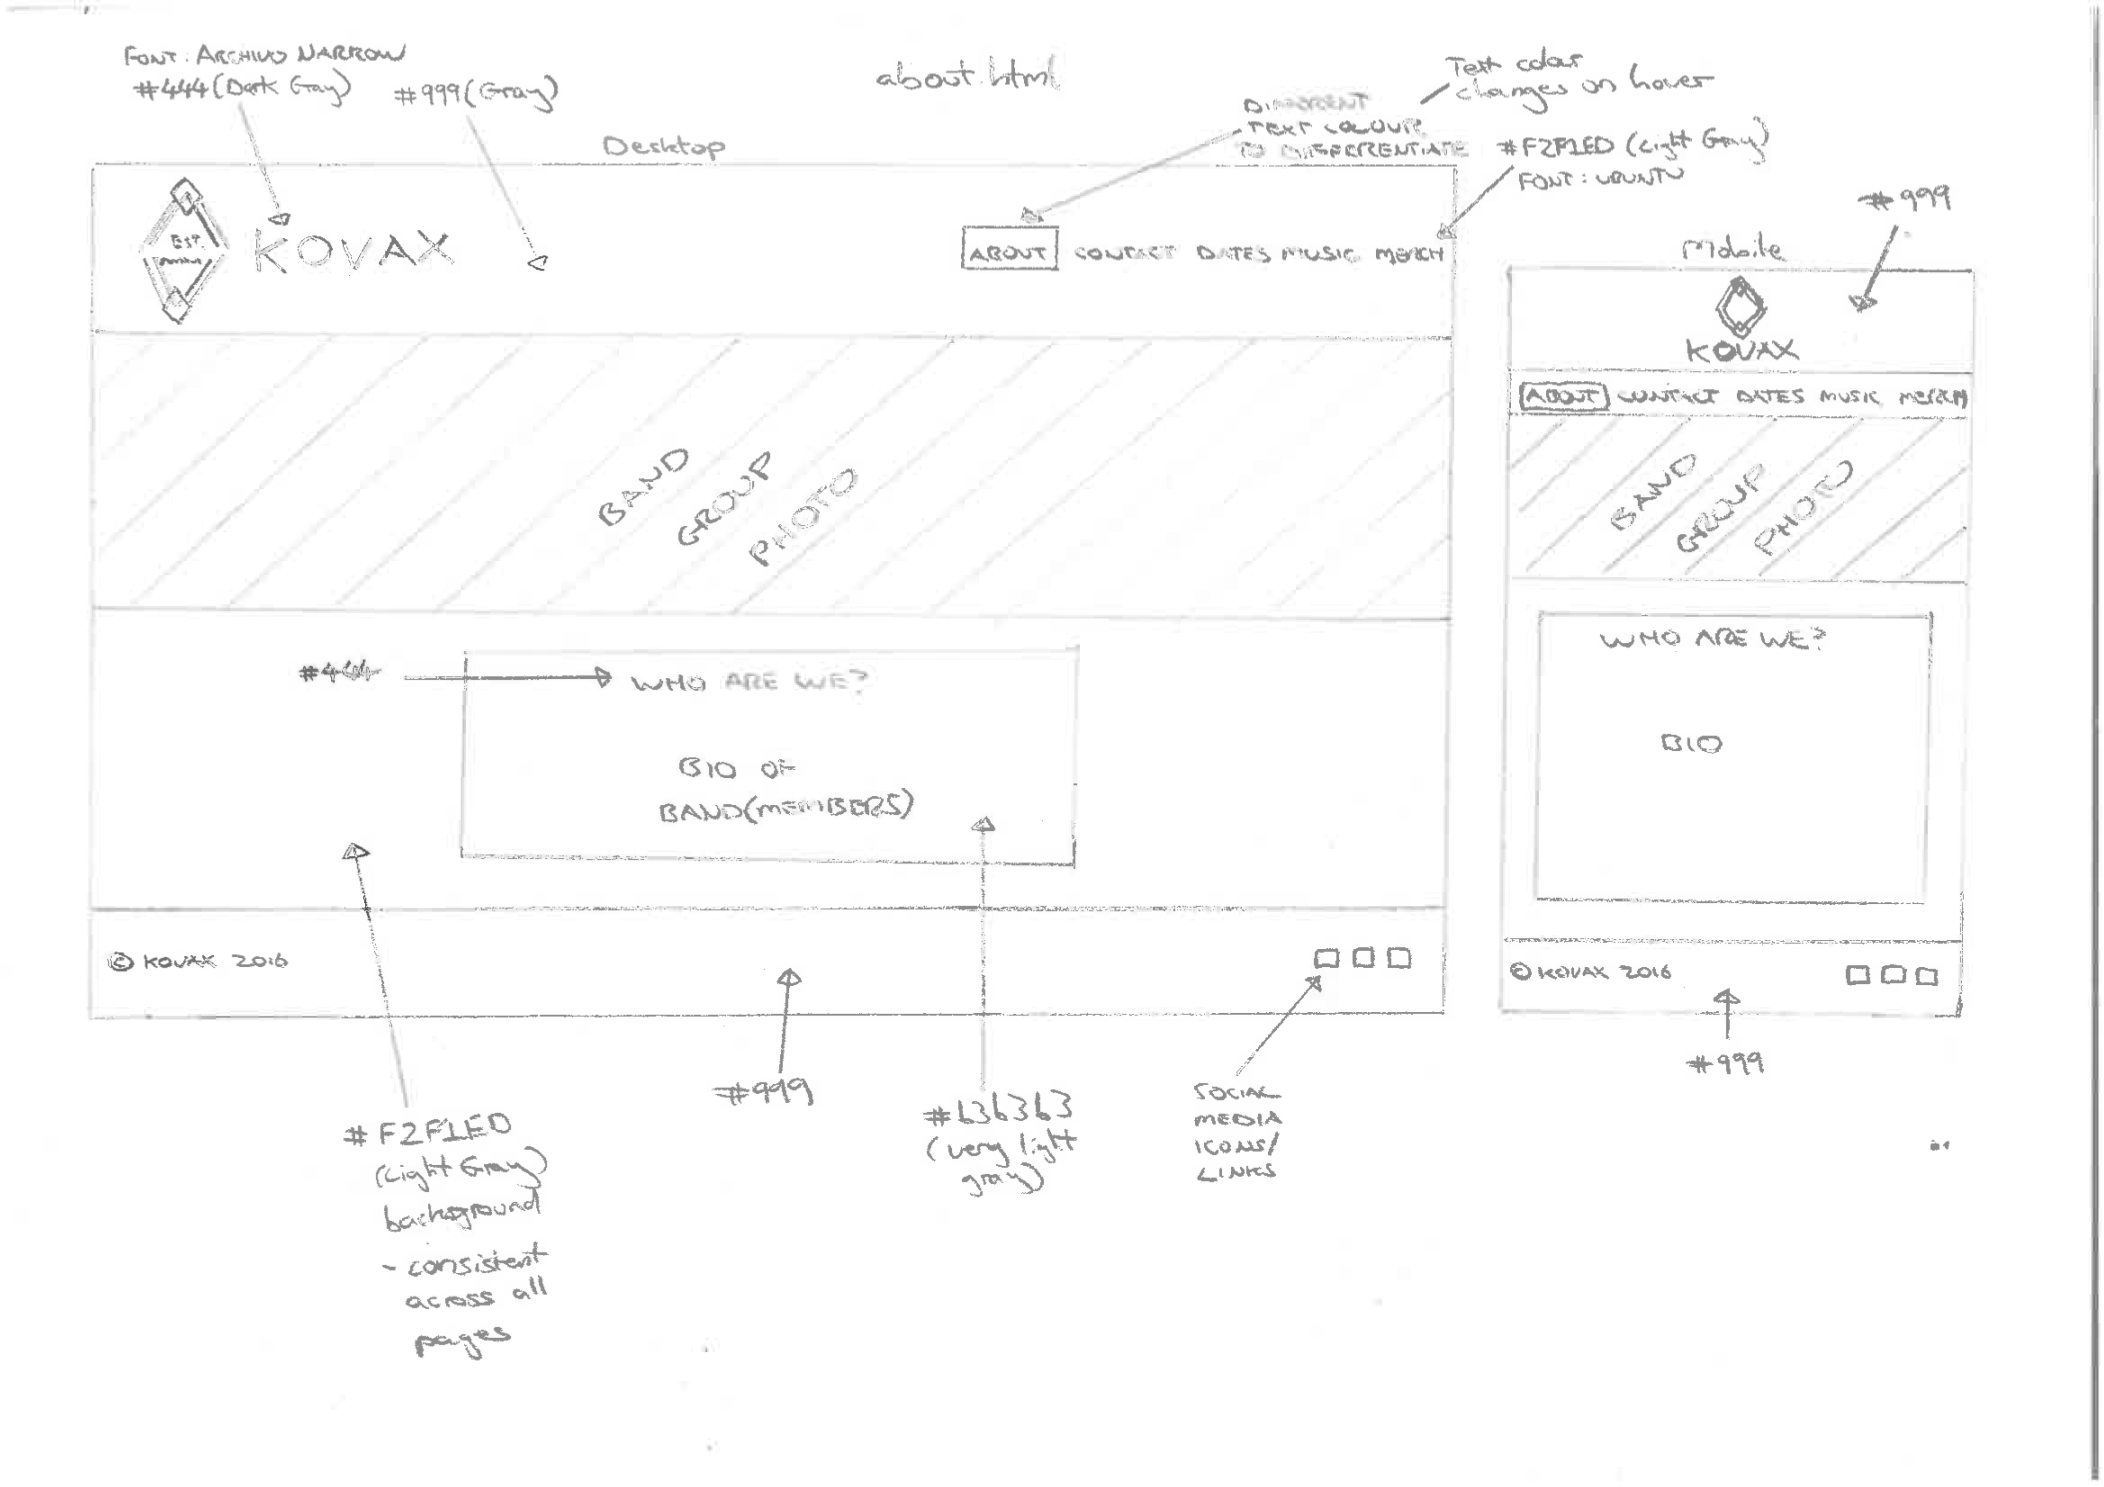 about.html
FONT: ARCHIVO NARROW
#444 (Dark Gray)
#999 (Gray)
Text colour
changes on hover
DIFFERENT
TEXT COLOUR
TO DIFFERENTIATE
#F2F1ED (Light Gray)
FONT: UBUNTU
Desktop
EST.
KOVAX
ABOUT CONTACT DATES MUSIC MERCH
BAND
GROUP
PHOTO
#444
WHO ARE WE?
BIO OF
BAND(MEMBERS)
© KOVAX 2016
#F2F1ED
(Light Gray)
background
- consistent
across all
pages
#999
#b3b3b3
(very light
gray)
SOCIAL
MEDIA
ICONS/
LINKS
#999
Mobile
KOVAX
ABOUT CONTACT DATES MUSIC MERCH
BAND
GROUP
PHOTO
WHO ARE WE?
BIO
© KOVAX 2016
#999